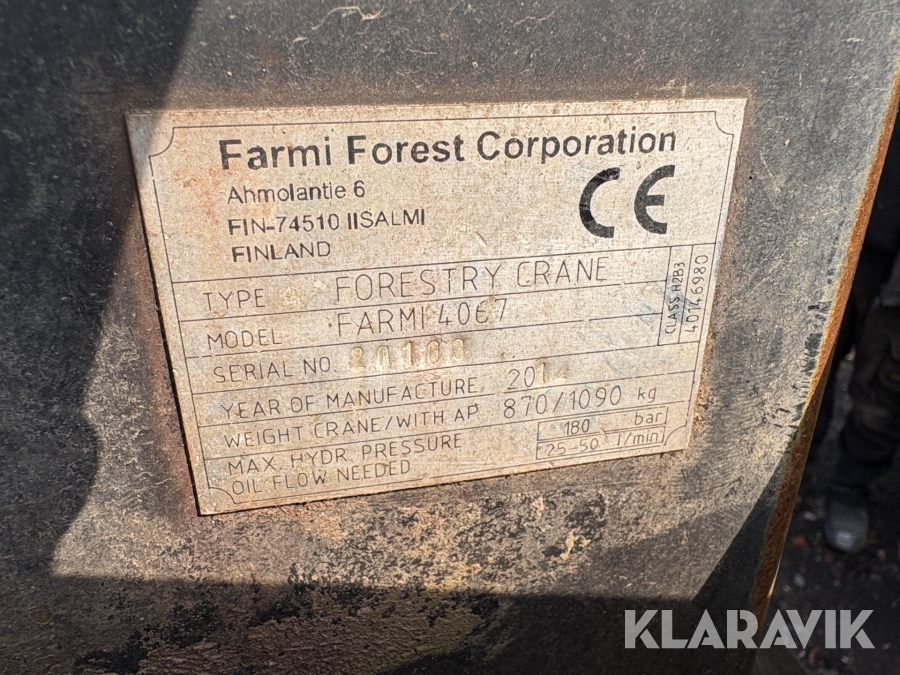 Farmi Forest Corporation
Ahmolantie 6
FIN-74510 IISALMI
FINLAND
CE
TYPE FORESTRY CRANE
MODEL FARMI 4067
SERIAL NO.
YEAR OF MANUFACTURE 2014
WEIGHT CRANE/WITH AP. 870/1090 kg
MAX. HYDR. PRESSURE 180 bar
OIL FLOW NEEDED 25-50 l/min
CLASS H2B3
40146980
KLARAVIK